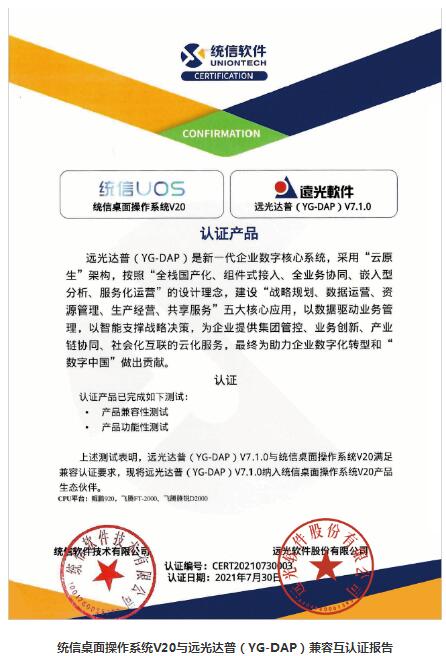 统信软件
UNIONTECH
CERTIFICATION
CONFIRMATION
统信UOS
统信桌面操作系统V20
遠光軟件
远光达普（YG-DAP）V7.1.0
认证产品
远光达普（YG-DAP）是新一代企业数字核心系统，采用“云原
生”架构，按照“全栈国产化、组件式接入、全业务协同、嵌入型
分析、服务化运营”的设计理念，建设“战略规划、数据运营、资
源管理、生产经营、共享服务”五大核心应用，以数据驱动业务管
理，以智能支撑战略决策，为企业提供集团管控、业务创新、产业
链协同、社会化互联的云化服务，最终为助力企业数字化转型和“
数字中国”做出贡献。
认证
认证产品已完成如下测试：
• 产品兼容性测试
• 产品功能性测试
上述测试表明，远光达普（YG-DAP）V7.1.0与统信桌面操作系统V20满足
兼容认证要求，现将远光达普（YG-DAP）V7.1.0纳入统信桌面操作系统V20产品
生态伙伴。
CPU平台：鲲鹏920，飞腾FT-2000，飞腾腾锐D2000
统信软件技术有限公司
远光软件股份有限公司
认证编号：CERT20210730003
认证日期：2021年7月30日
统信软件技术有限公司
远光软件股份有限公司
统信桌面操作系统V20与远光达普（YG-DAP）兼容互认证报告